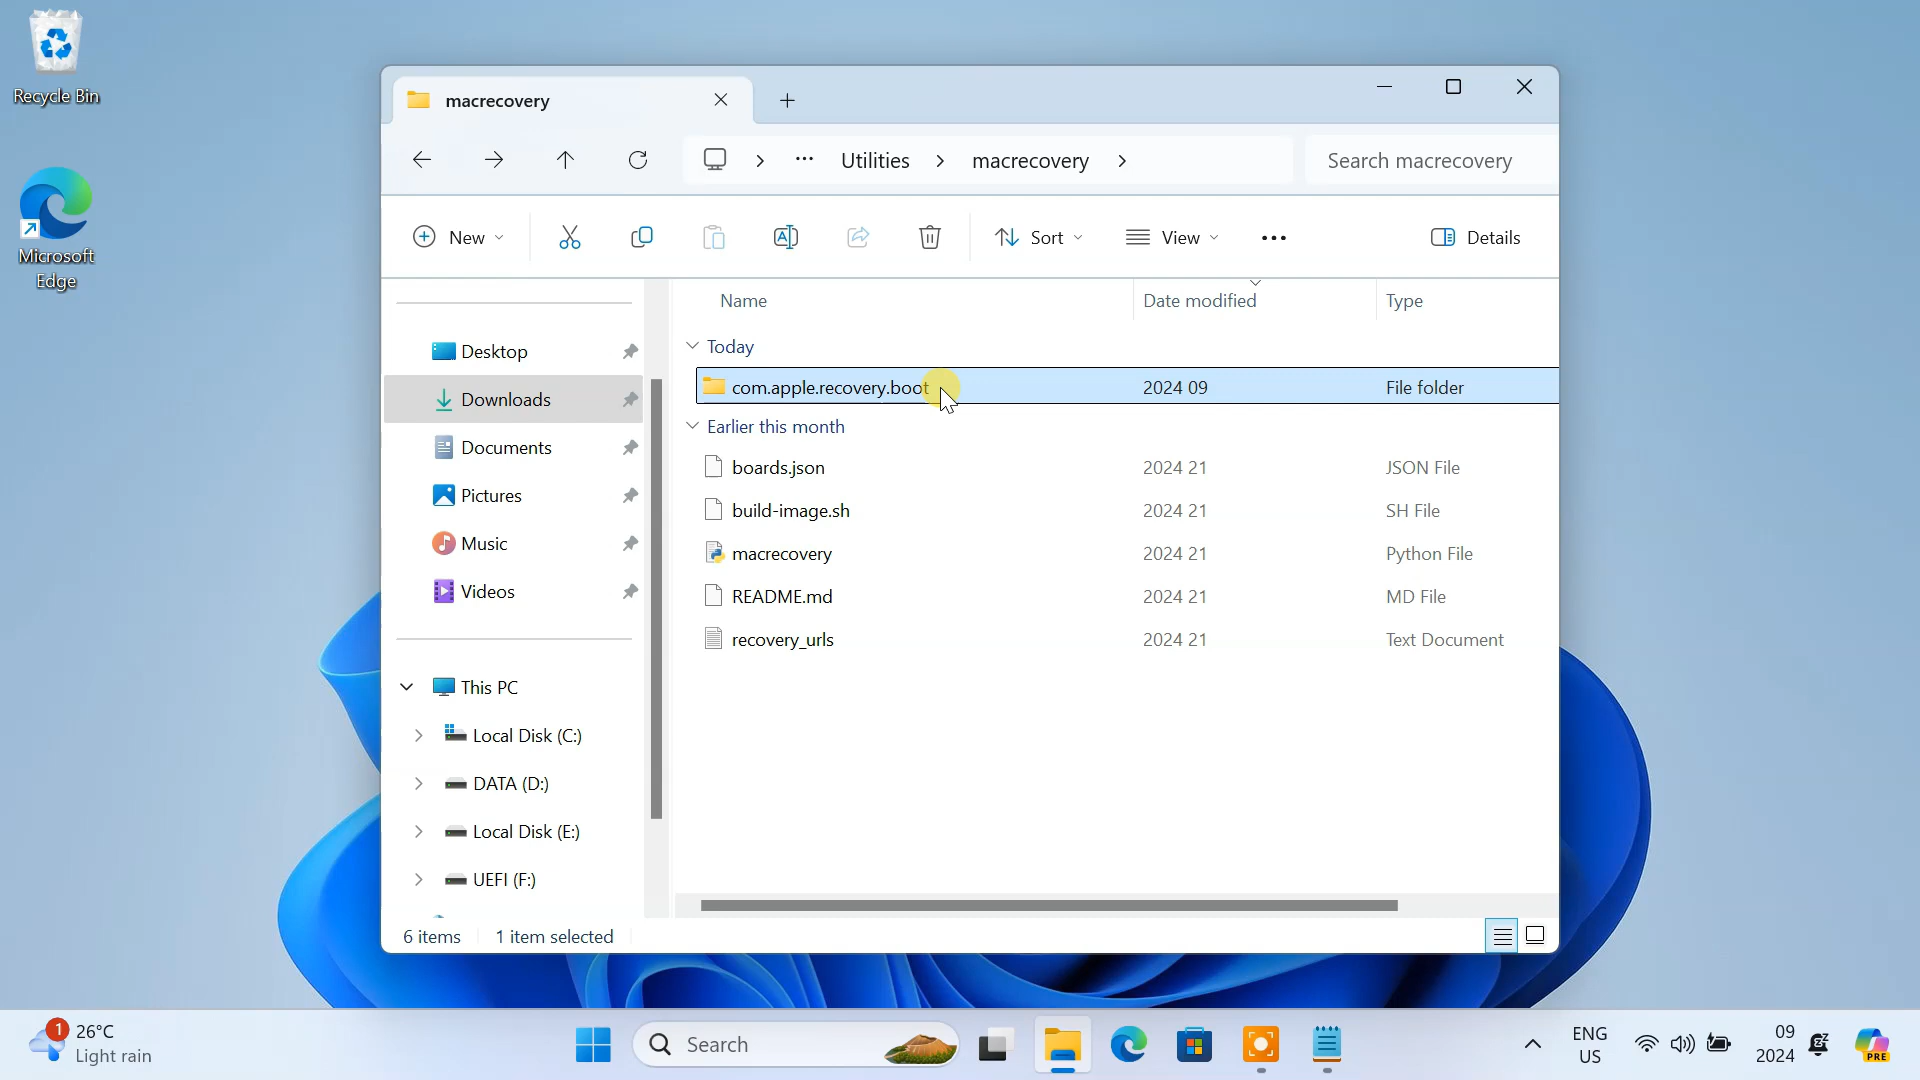 Recycle Bin
Microsoft
Edge
macrecovery
Utilities
macrecovery
Search macrecovery
New
Sort
View
Details
Name
Date modified
Type
Desktop
Downloads
Documents
Pictures
Music
Videos
This PC
Local Disk (C:)
DATA (D:)
Local Disk (E:)
UEFI (F:)
Today
com.apple.recovery.boot 2024 09 File folder
Earlier this month
boards.json 2024 21 JSON File
build-image.sh 2024 21 SH File
macrecovery 2024 21 Python File
README.md 2024 21 MD File
recovery_urls 2024 21 Text Document
6 items
1 item selected
1
26°C
Light rain
Search
ENG
US
09
2024
PRE